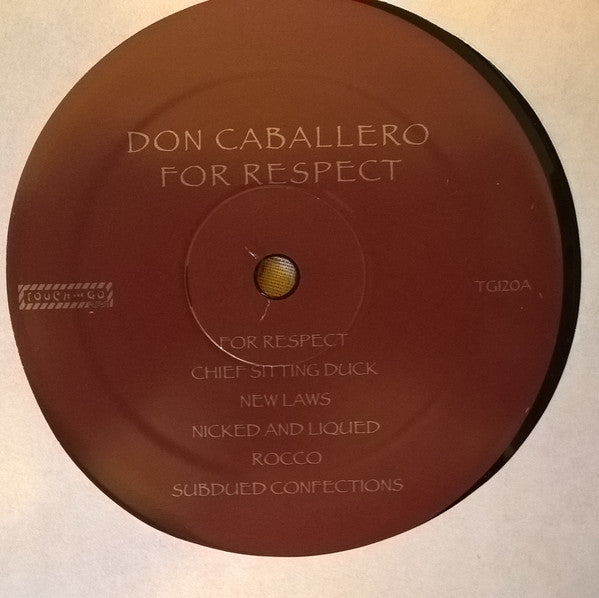 DON CABALLERO
FOR RESPECT
TOUCH AND GO
TG120A
FOR RESPECT
CHIEF SITTING DUCK
NEW LAWS
NICKED AND LIQUED
ROCCO
SUBDUED CONFECTIONS